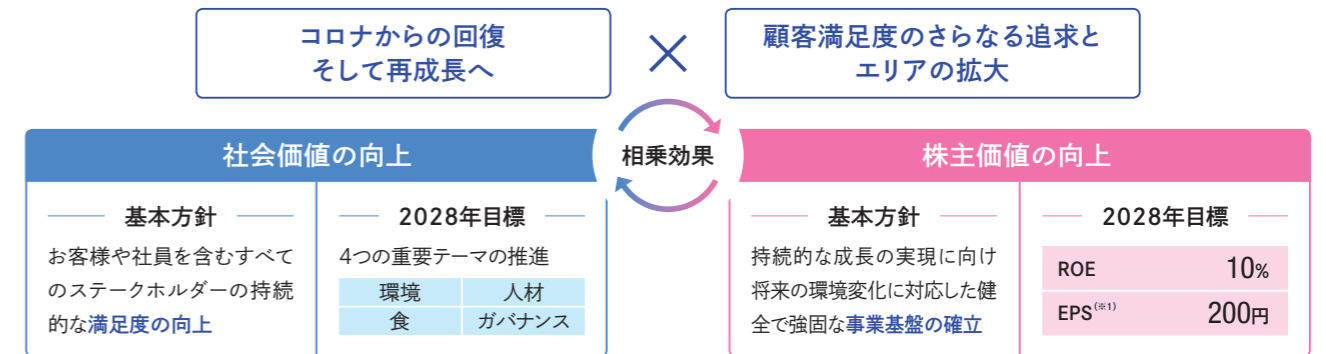 コロナからの回復
そして再成長へ
×
顧客満足度のさらなる追求と
エリアの拡大
社会価値の向上
相乗効果
株主価値の向上
基本方針
お客様や社員を含むすべて
のステークホルダーの持続
的な満足度の向上
2028年目標
4つの重要テーマの推進
環境 人材
食 ガバナンス
基本方針
持続的な成長の実現に向け
将来の環境変化に対応した健
全で強固な事業基盤の確立
2028年目標
ROE 10%
EPS(※1) 200円